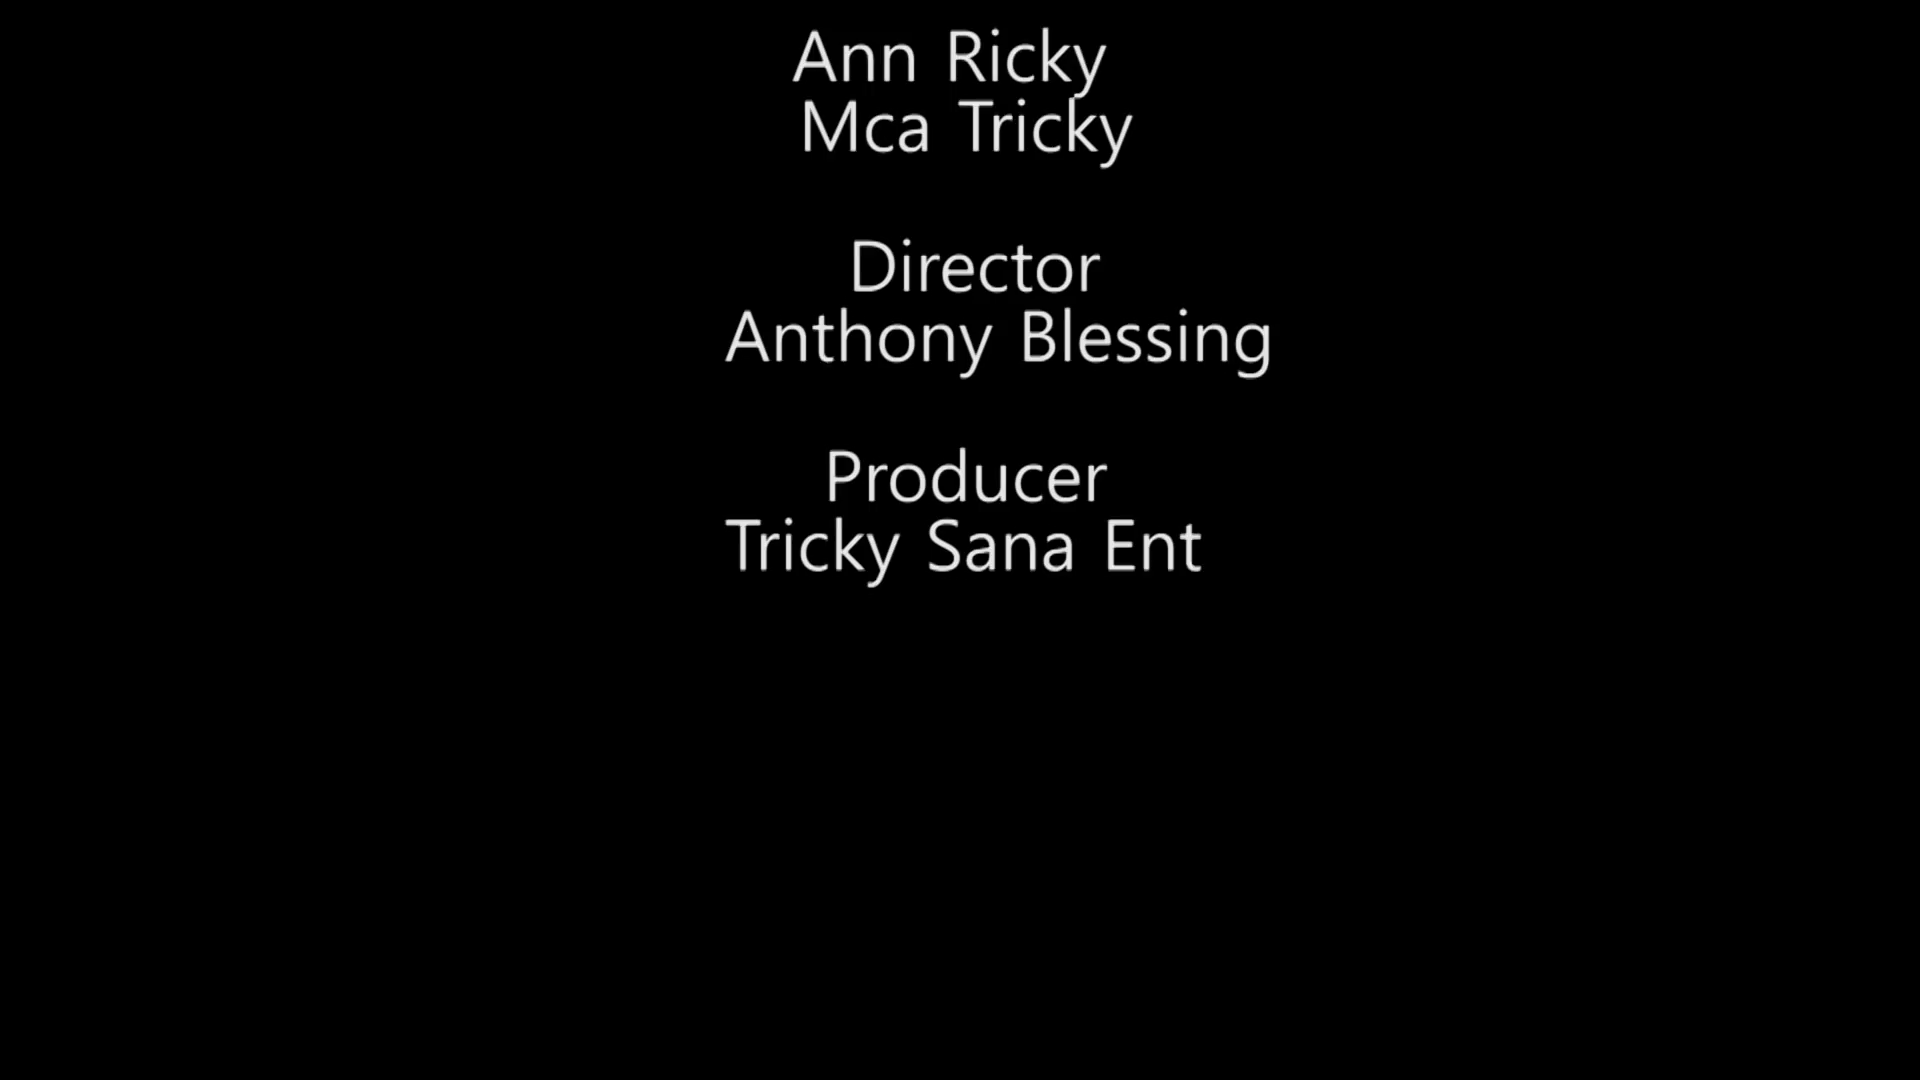 Ann Ricky
Mca Tricky
Director
Anthony Blessing
Producer
Tricky Sana Ent